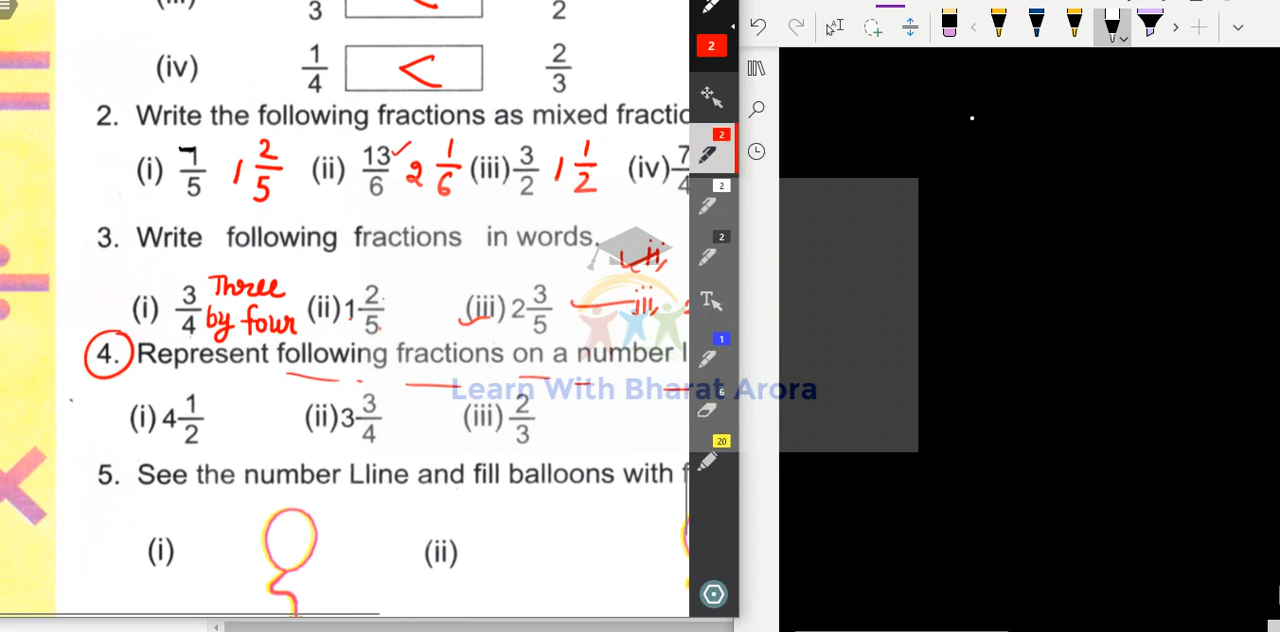 3 < 2
(iv) 1/4 < 2/3
2. Write the following fractions as mixed fractic
(i) 7/5 1 2/5 (ii) 13/6 2 1/6 (iii) 3/2 1 1/2 (iv) 7/4
3. Write following fractions in words.
(i) 3/4 Three by four (ii) 1 2/5 (iii) 2 3/5 iii,
4. Represent following fractions on a number l
Learn With Bharat Arora
(i) 4 1/2 (ii) 3 3/4 (iii) 2/3
5. See the number Lline and fill balloons with f
(i) (ii)
2
2
2
2
1
6
20